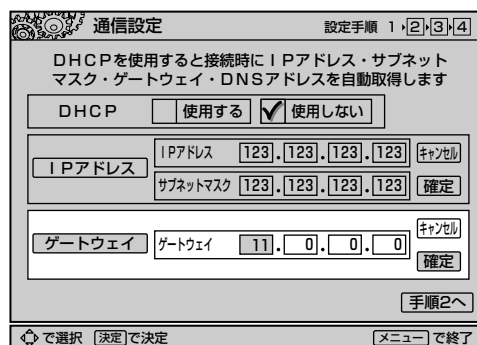 通信設定 設定手順 1 2 3 4
DHCPを使用すると接続時にIPアドレス・サブネット
マスク・ゲートウェイ・DNSアドレスを自動取得します
DHCP 使用する 使用しない
IPアドレス
IPアドレス 123.123.123.123 キャンセル
サブネットマスク 123.123.123.123 確定
ゲートウェイ
ゲートウェイ 11.0.0.0
キャンセル
確定
手順2へ
で選択 決定で決定 メニューで終了